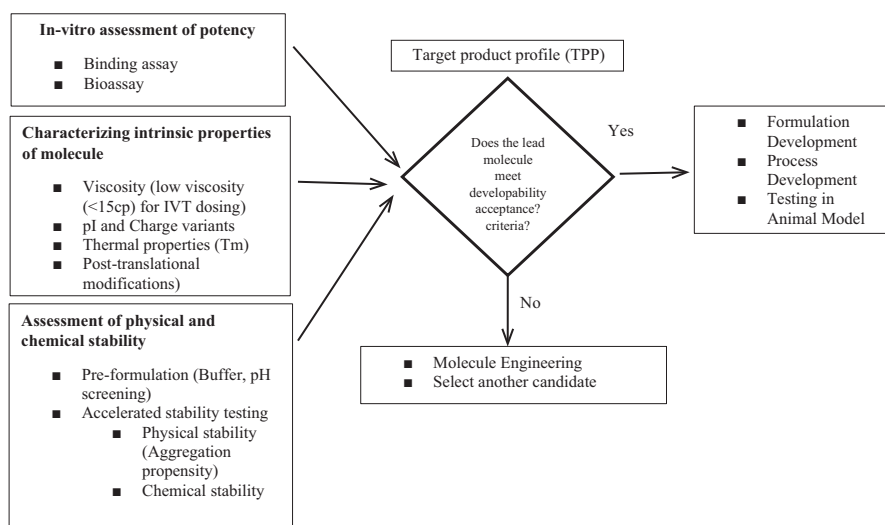 In-vitro assessment of potency
■ Binding assay
■ Bioassay
Characterizing intrinsic properties
of molecule
■ Viscosity (low viscosity
(<15cp) for IVT dosing)
■ pI and Charge variants
■ Thermal properties (Tm)
■ Post-translational
modifications)
Assessment of physical and
chemical stability
■ Pre-formulation (Buffer, pH
screening)
■ Accelerated stability testing
■ Physical stability
(Aggregation
propensity)
■ Chemical stability
Target product profile (TPP)
Does the lead
molecule
meet
developability
acceptance?
criteria?
Yes
■ Formulation
Development
■ Process
Development
■ Testing in
Animal Model
No
■ Molecule Engineering
■ Select another candidate